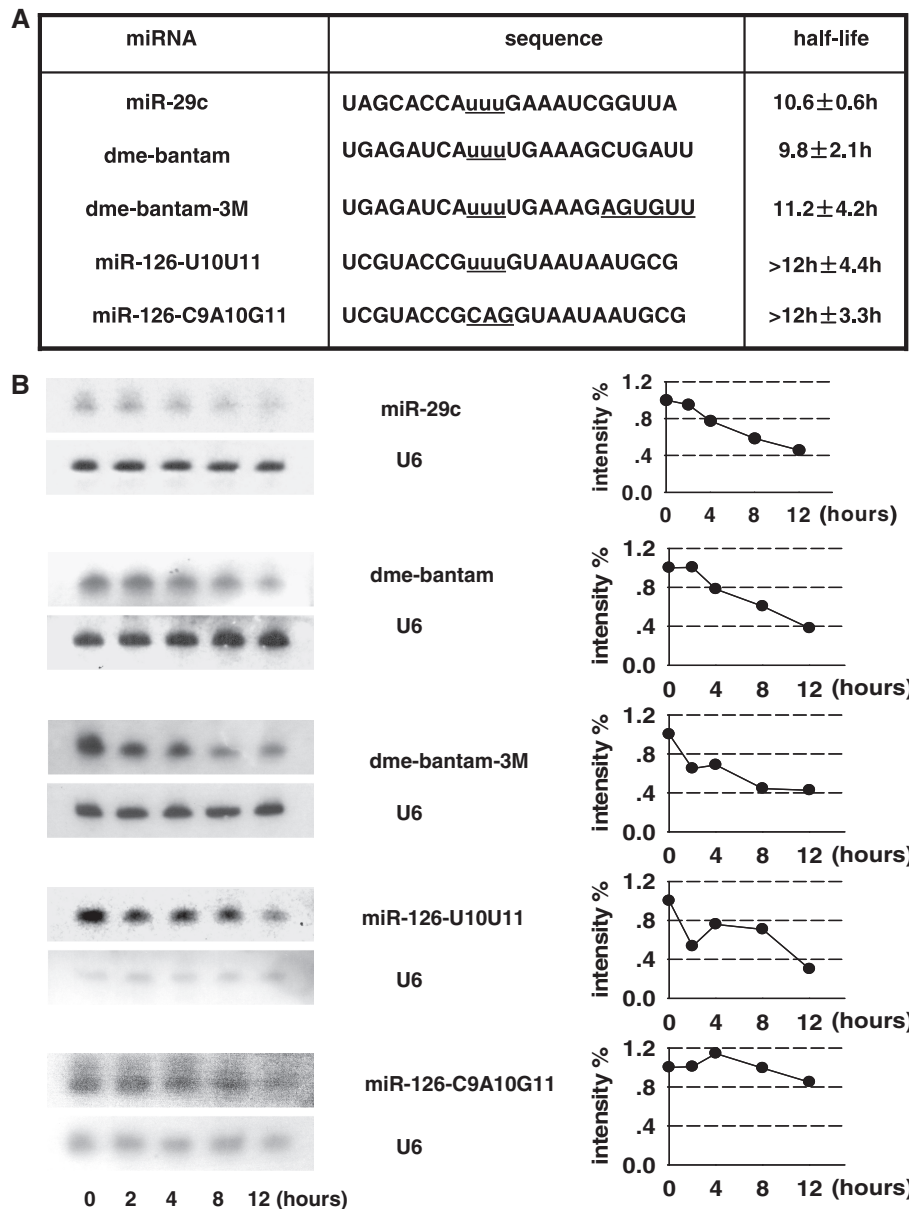 A
miRNA sequence half-life
miR-29c UAGCACCAuuuGAAAUCGGUUA 10.6±0.6h
dme-bantam UGAGAUCAuuuUGAAAGCUGAUU 9.8±2.1h
dme-bantam-3M UGAGAUCAuuuUGAAAGAGUGUU 11.2±4.2h
miR-126-U10U11 UCGUACCGuuuGUAAUAAUGCG >12h±4.4h
miR-126-C9A10G11 UCGUACCGCAGGUAAUAAUGCG >12h±3.3h
B
miR-29c
U6
intensity %
1.2
.8
.4
0.0
0 4 8 12 (hours)
dme-bantam
U6
intensity %
1.2
.8
.4
0.0
0 4 8 12 (hours)
dme-bantam-3M
U6
intensity %
1.2
.8
.4
0.0
0 4 8 12 (hours)
miR-126-U10U11
U6
intensity %
1.2
.8
.4
0.0
0 4 8 12 (hours)
miR-126-C9A10G11
U6
intensity %
1.2
.8
.4
0.0
0 4 8 12 (hours)
0 2 4 8 12 (hours)